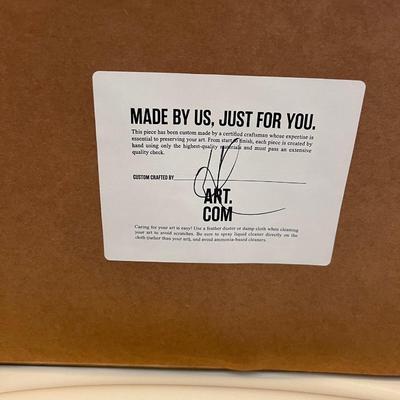 MADE BY US, JUST FOR YOU.
This piece has been custom made by a certified craftsman whose expertise is
essential to preserving your art. From start to finish, each piece is created by
hand using only the highest-quality materials and must pass an extensive
quality check.
CUSTOM CRAFTED BY
ART.
COM
Caring for your art is easy! Use a feather duster or damp cloth when cleaning
your art to avoid scratches. Be sure to spray liquid cleaner directly on the
cloth (rather than your art), and avoid ammonia-based cleaners.